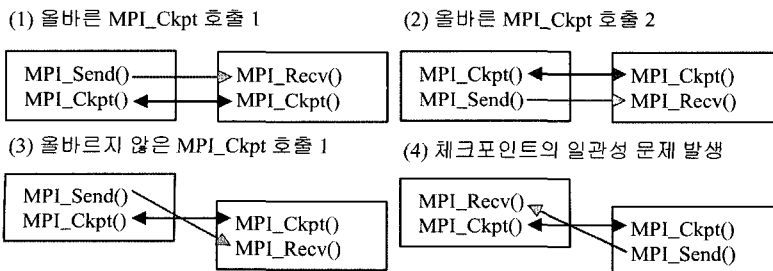 (1) 올바른 MPI_Ckpt 호출 1
MPI_Send()
MPI_Ckpt()
MPI_Recv()
MPI_Ckpt()
(2) 올바른 MPI_Ckpt 호출 2
MPI_Ckpt()
MPI_Send()
MPI_Ckpt()
MPI_Recv()
(3) 올바르지 않은 MPI_Ckpt 호출 1
MPI_Send()
MPI_Ckpt()
MPI_Ckpt()
MPI_Recv()
(4) 체크포인트의 일관성 문제 발생
MPI_Recv()
MPI_Ckpt()
MPI_Ckpt()
MPI_Send()